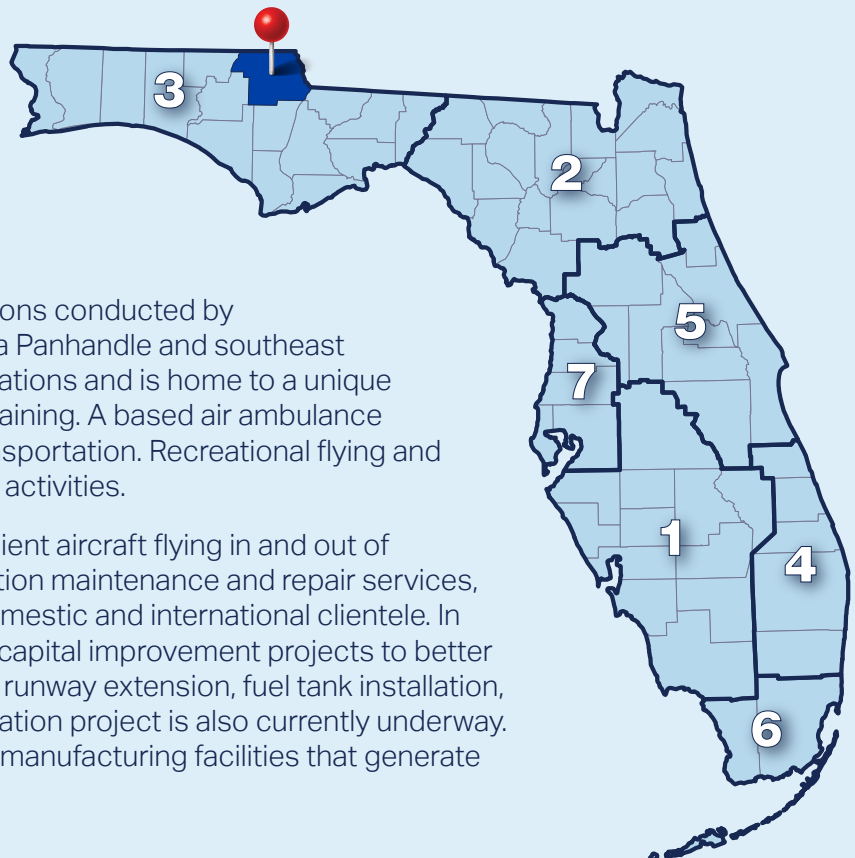 3
2
5
7
1
4
6
ons conducted by
a Panhandle and southeast
ations and is home to a unique
aining. A based air ambulance
nsportation. Recreational flying and
activities.
ient aircraft flying in and out of
tion maintenance and repair services,
mestic and international clientele. In
capital improvement projects to better
runway extension, fuel tank installation,
ation project is also currently underway.
manufacturing facilities that generate